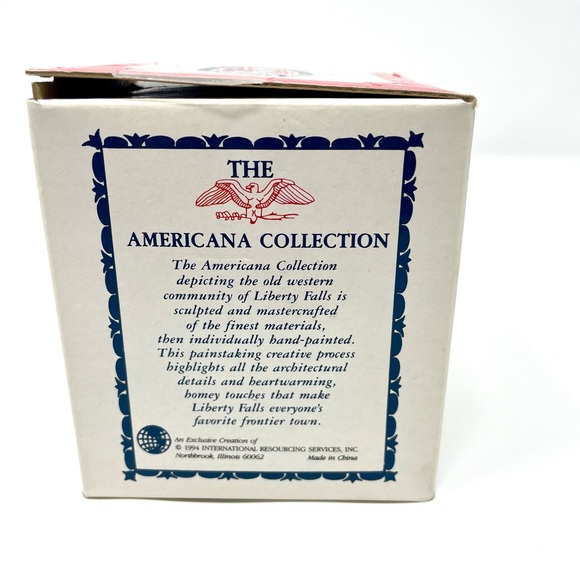 THE
AMERICANA COLLECTION
The Americana Collection
depicting the old western
community of Liberty Falls is
sculpted and mastercrafted
of the finest materials,
then individually hand-painted.
This painstaking creative process
highlights all the architectural
details and heartwarming,
homey touches that make
Liberty Falls everyone's
favorite frontier town.
An Exclusive Creation of
© 1994 INTERNATIONAL RESOURCING SERVICES, INC.
Northbrook, Illinois 60062 Made in China